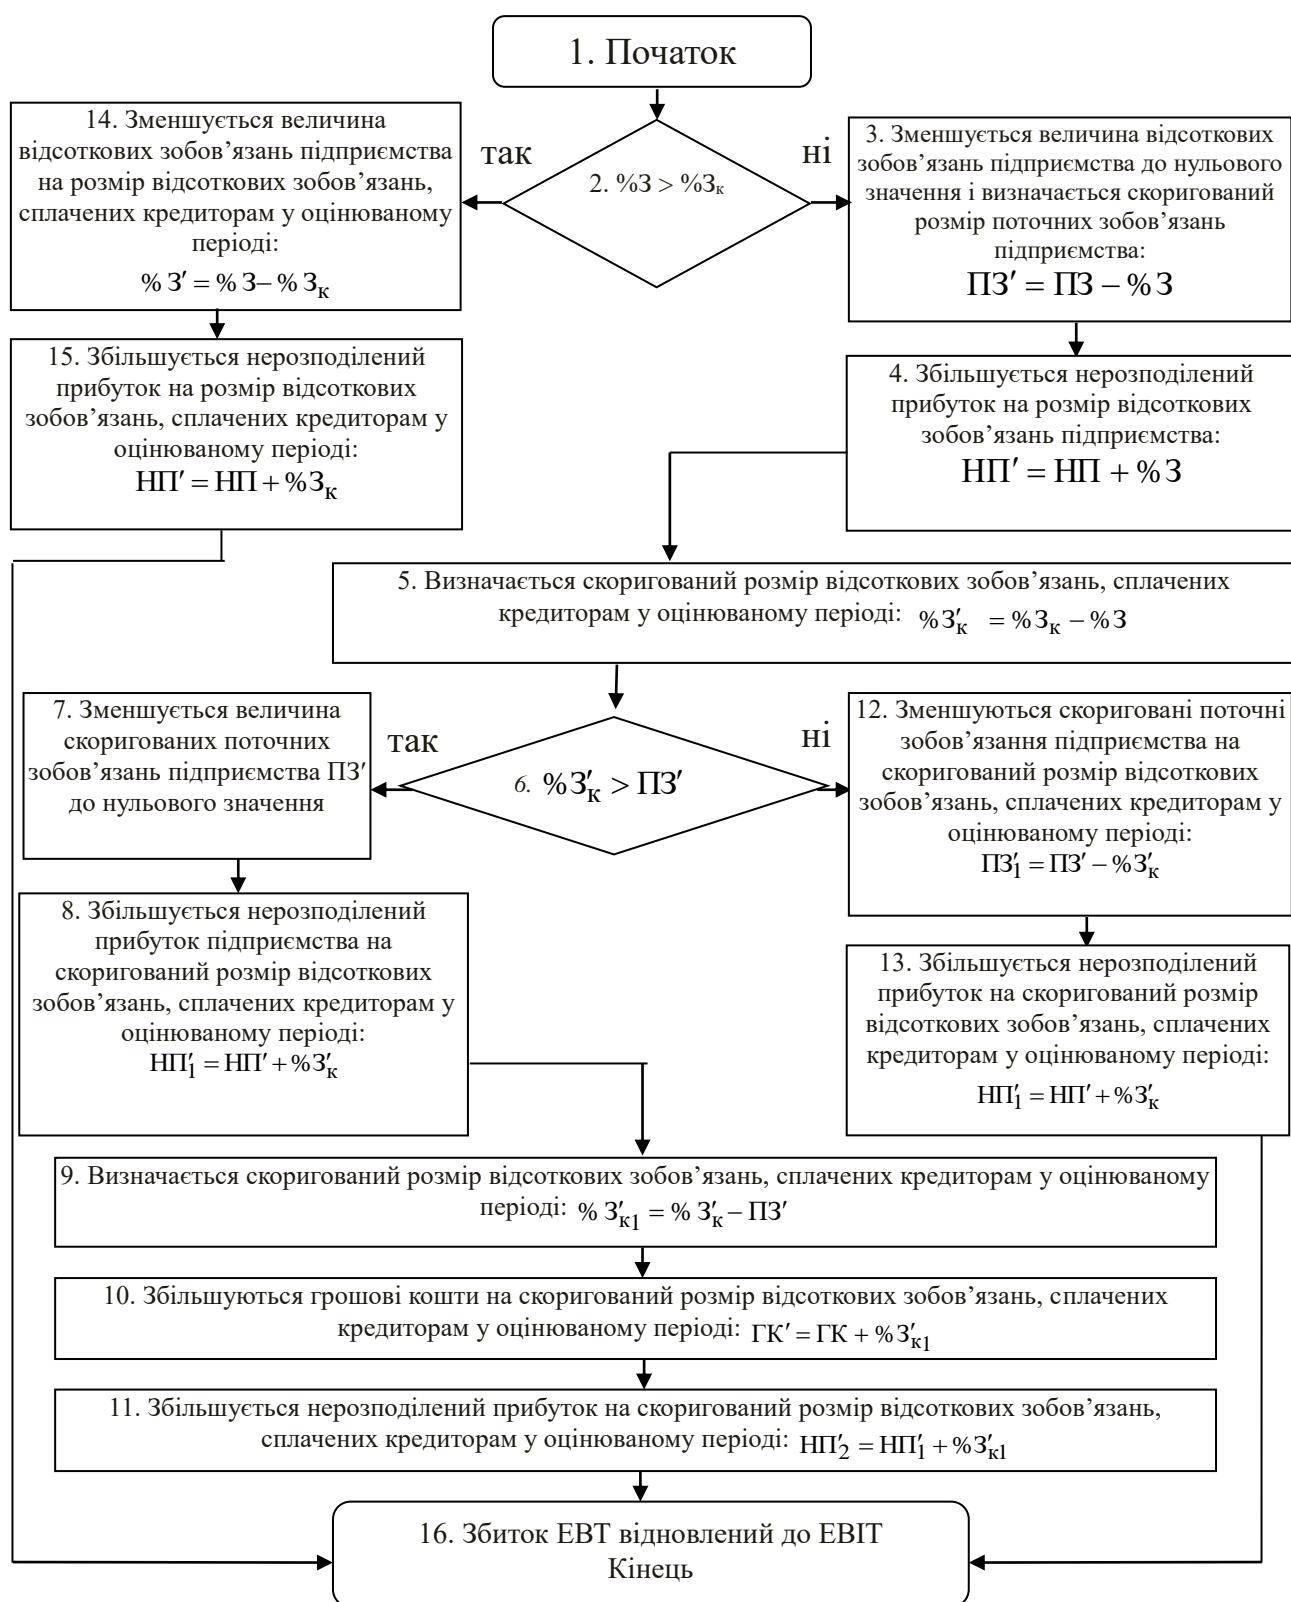 1. Початок
14. Зменшується величина
відсоткових зобов’язань підприємства
на розмір відсоткових зобов’язань,
сплачених кредиторам у оцінюваному
періоді:
% З′ = % З– % Зк
так
2. %З > %Зк
ні
3. Зменшується величина відсоткових
зобов’язань підприємства до нульового
значення і визначається скоригований
розмір поточних зобов’язань
підприємства:
ПЗ′ = ПЗ – %З
15. Збільшується нерозподілений
прибуток на розмір відсоткових
зобов’язань, сплачених кредиторам у
оцінюваному періоді:
НП′ = НП + %Зк
4. Збільшується нерозподілений
прибуток на розмір відсоткових
зобов’язань підприємства:
НП′ = НП + %З
5. Визначається скоригований розмір відсоткових зобов’язань, сплачених
кредиторам у оцінюваному періоді: %З′к = %Зк – %З
7. Зменшується величина
скоригованих поточних
зобов’язань підприємства ПЗ′
до нульового значення
так
6. %З′к > ПЗ′
ні
12. Зменшуються скориговані поточні
зобов’язання підприємства на
скоригований розмір відсоткових
зобов’язань, сплачених кредиторам у
оцінюваному періоді:
ПЗ′1 = ПЗ′ – %З′к
8. Збільшується нерозподілений
прибуток підприємства на
скоригований розмір відсоткових
зобов’язань, сплачених кредиторам у
оцінюваному періоді:
НП′1 = НП′ + %З′к
13. Збільшується нерозподілений
прибуток на скоригований розмір
відсоткових зобов’язань, сплачених
кредиторам у оцінюваному періоді:
НП′1 = НП′ + %З′к
9. Визначається скоригований розмір відсоткових зобов’язань, сплачених кредиторам у оцінюваному
періоді: % З′к1 = % З′к – ПЗ′
10. Збільшуються грошові кошти на скоригований розмір відсоткових зобов’язань, сплачених
кредиторам у оцінюваному періоді: ГК′ = ГК + %З′к1
11. Збільшується нерозподілений прибуток на скоригований розмір відсоткових зобов’язань,
сплачених кредиторам у оцінюваному періоді: НП′2 = НП′1 + %З′к1
16. Збиток EBT відновлений до EBIT
Кінець